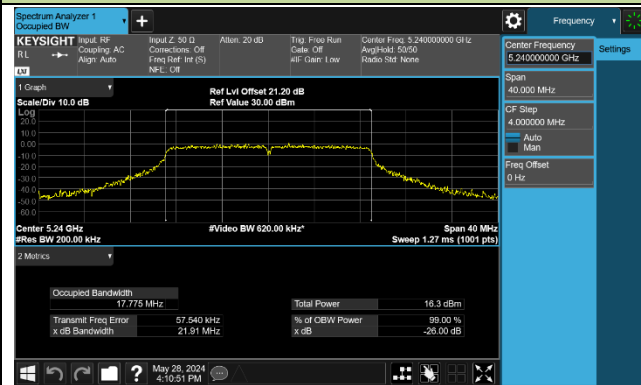 Spectrum Analyzer 1
Occupied BW
Frequency
KEYSIGHT
RL
LXI
Input: RF
Coupling: AC
Align: Auto
Input Z: 50 Ω
Corrections: Off
Freq Ref: Int (S)
NFE: Off
Atten: 20 dB
Trig: Free Run
Gate: Off
#IF Gain: Low
Center Freq: 5.240000000 GHz
Avg|Hold: 50/50
Radio Std: None
Center Frequency
5.240000000 GHz
Settings
Span
40.000 MHz
CF Step
4.000000 MHz
Auto
Man
Freq Offset
0 Hz
1 Graph
Scale/Div 10.0 dB
Ref Lvl Offset 21.20 dB
Ref Value 30.00 dBm
Log
20.0
10.0
0.00
-10.0
-20.0
-30.0
-40.0
-50.0
-60.0
Center 5.24 GHz
#Res BW 200.00 kHz
#Video BW 620.00 kHz*
Span 40 MHz
Sweep 1.27 ms (1001 pts)
2 Metrics
Occupied Bandwidth
17.775 MHz
Total Power 16.3 dBm
Transmit Freq Error 57.540 kHz
% of OBW Power 99.00 %
x dB Bandwidth 21.91 MHz
x dB -26.00 dB
May 28, 2024
4:10:51 PM